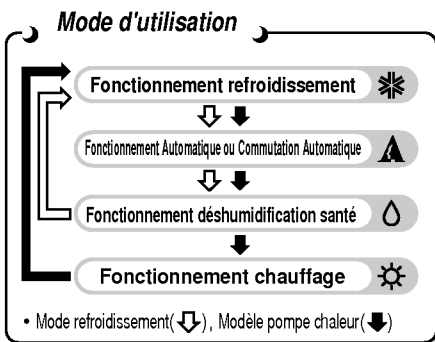 Mode d'utilisation
Fonctionnement refroidissement
Fonctionnement Automatique ou Commutation Automatique
Fonctionnement déshumidification santé
Fonctionnement chauffage
• Mode refroidissement( ), Modèle pompe chaleur( )